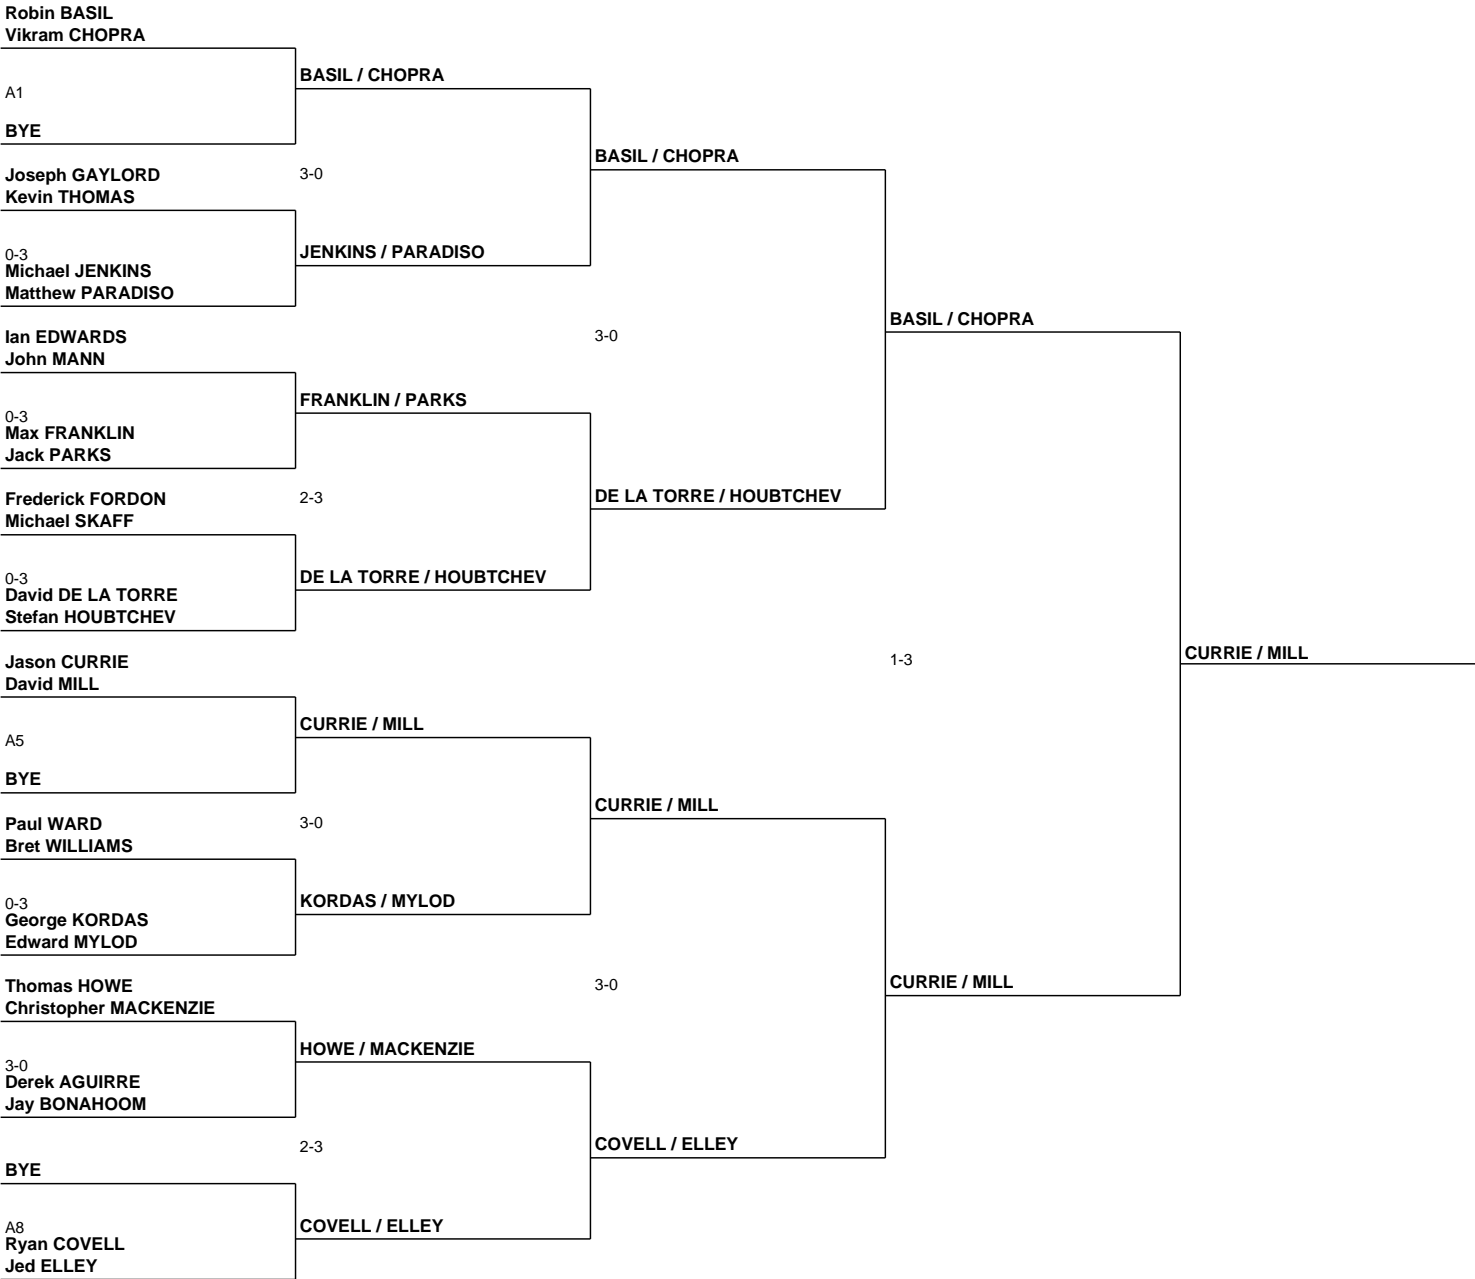 Robin BASIL
Vikram CHOPRA
BASIL / CHOPRA
A1
BYE
BASIL / CHOPRA
Joseph GAYLORD
3-0
Kevin THOMAS
0-3
JENKINS / PARADISO
Michael JENKINS
Matthew PARADISO
BASIL / CHOPRA
Ian EDWARDS
3-0
John MANN
FRANKLIN / PARKS
0-3
Max FRANKLIN
Jack PARKS
Frederick FORDON
2-3
DE LA TORRE / HOUBTCHEV
Michael SKAFF
0-3
DE LA TORRE / HOUBTCHEV
David DE LA TORRE
Stefan HOUBTCHEV
Jason CURRIE
1-3
CURRIE / MILL
David MILL
CURRIE / MILL
A5
BYE
CURRIE / MILL
Paul WARD
3-0
Bret WILLIAMS
0-3
KORDAS / MYLOD
George KORDAS
Edward MYLOD
Thomas HOWE
3-0
CURRIE / MILL
Christopher MACKENZIE
HOWE / MACKENZIE
3-0
Derek AGUIRRE
Jay BONAHOOM
2-3
COVELL / ELLEY
BYE
A8
COVELL / ELLEY
Ryan COVELL
Jed ELLEY